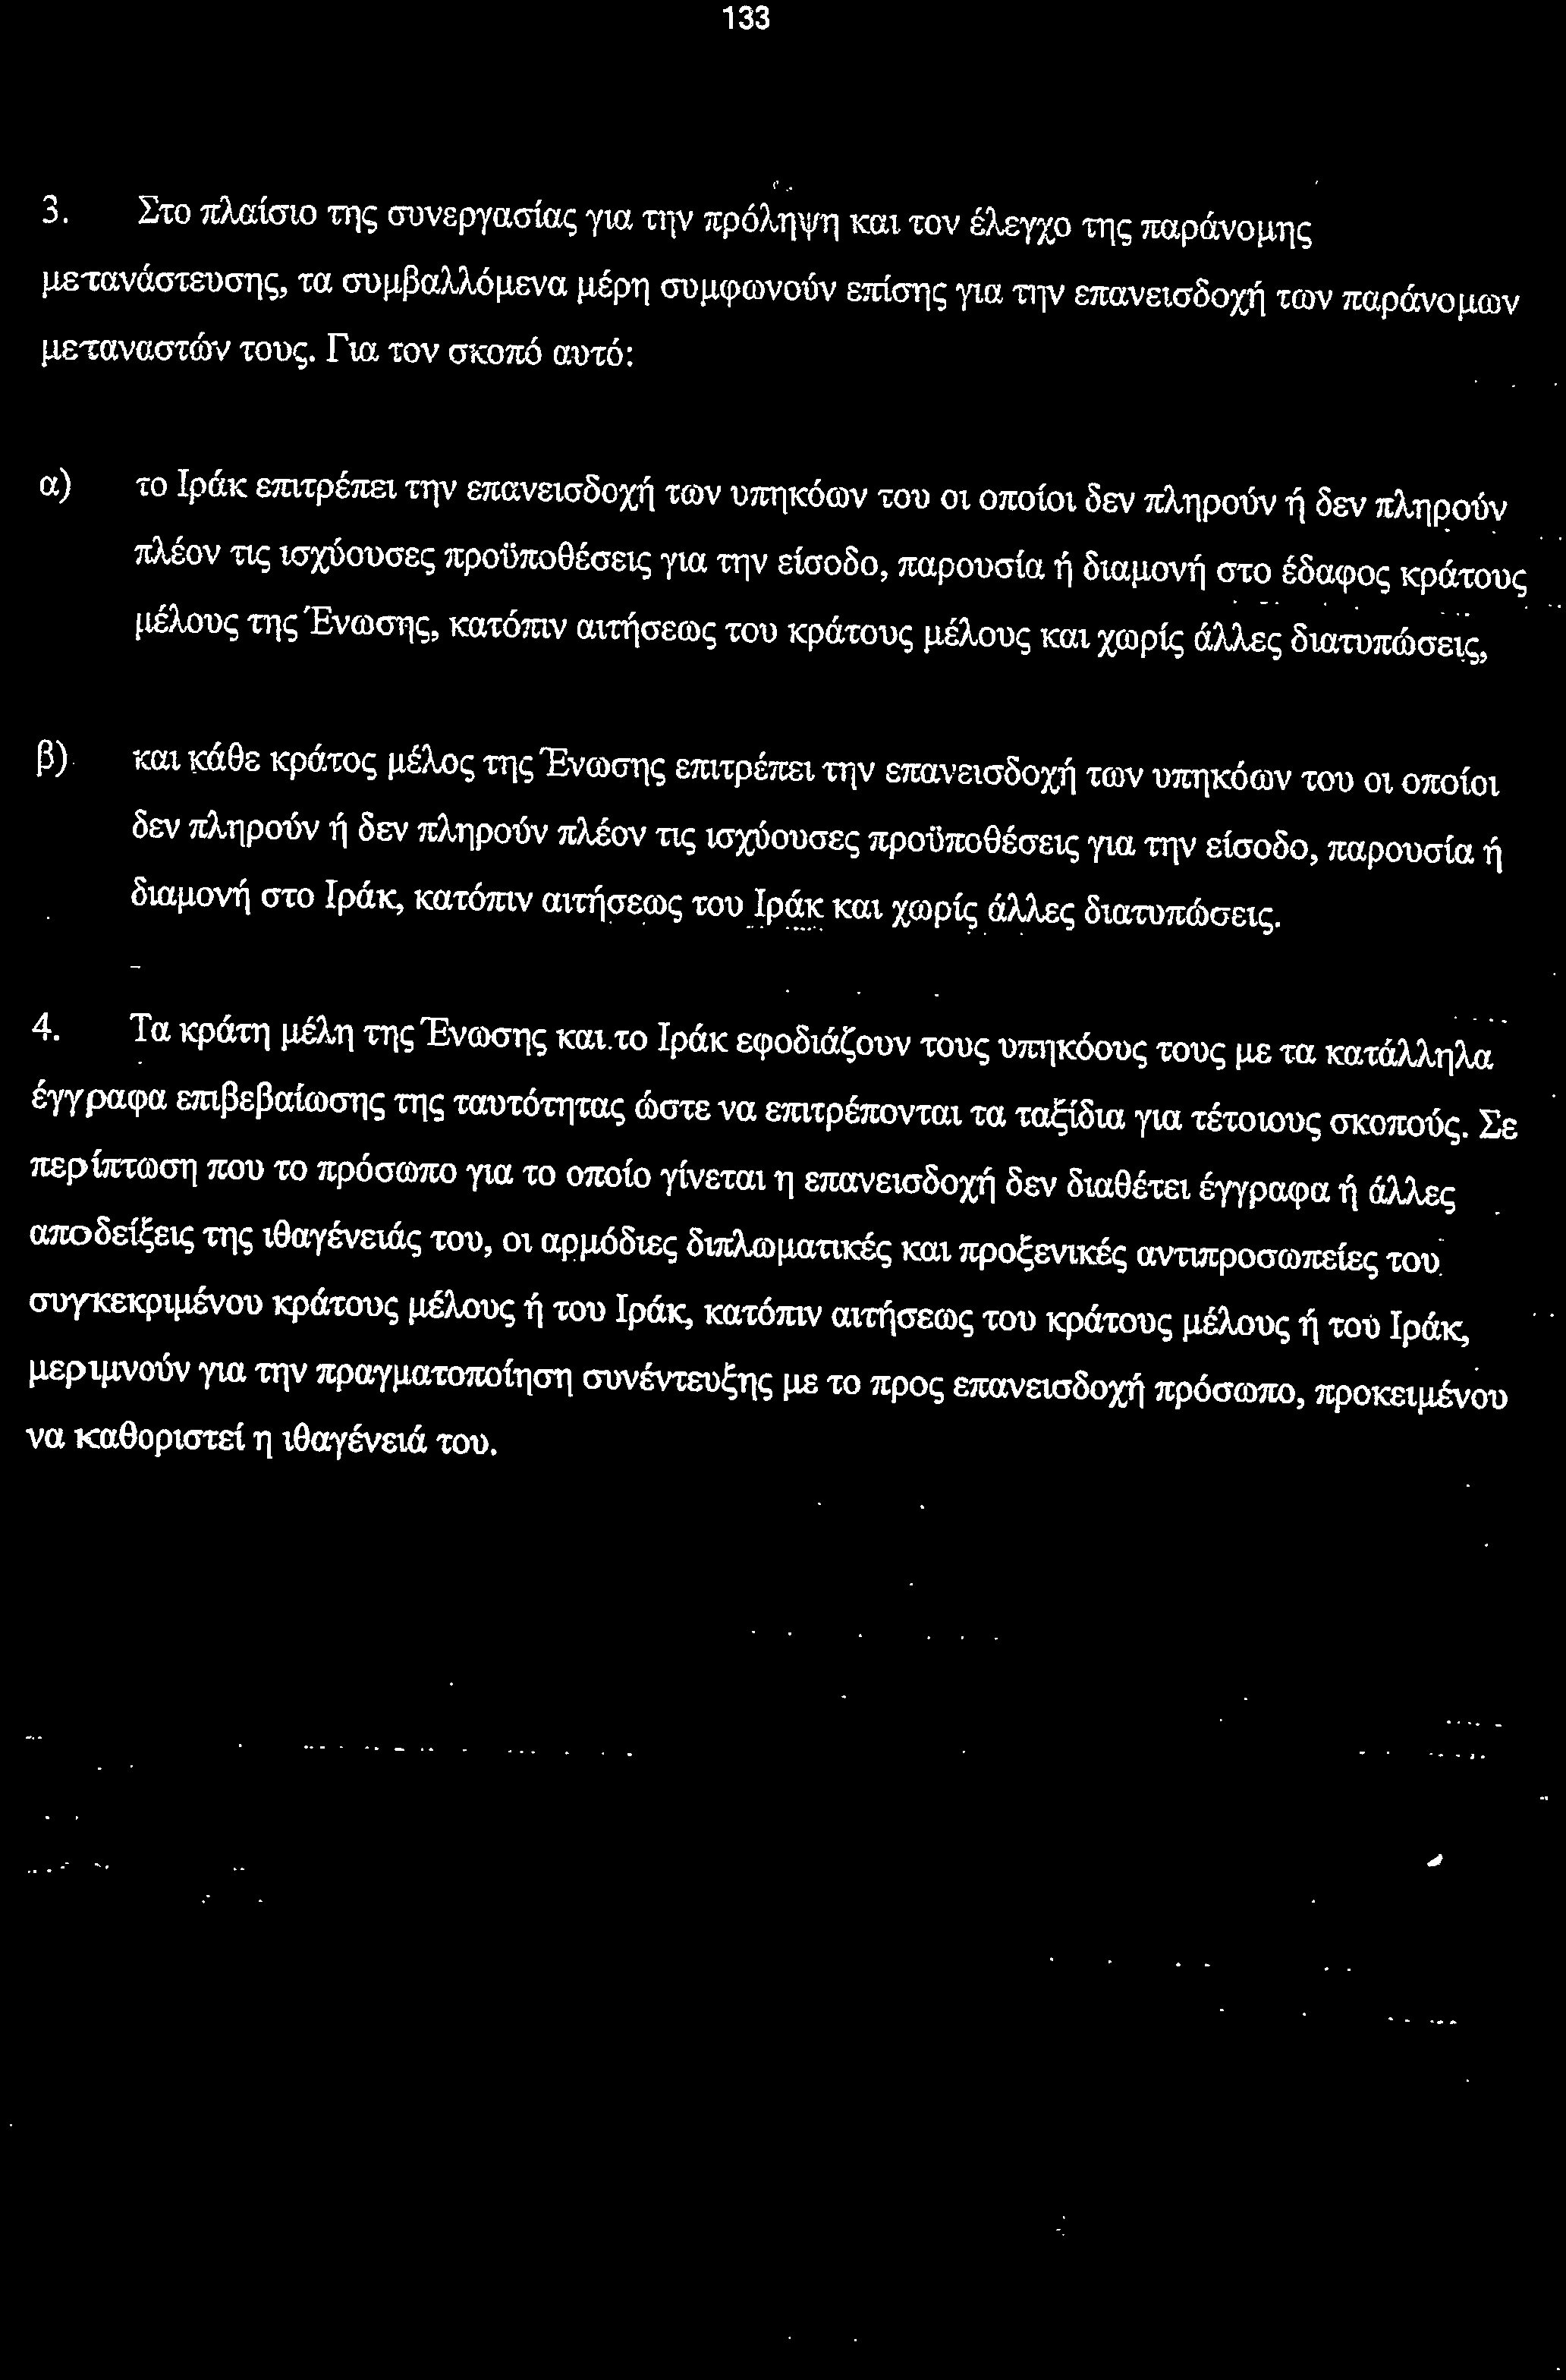 133
3. Στο πλαίσιο της συνεργασίας για την πρόληψη και τον έλεγχο της παράνομης
μετανάστευσης, τα συμβαλλόμενα μέρη συμφωνούν επίσης για την επανεισδοχή των παράνομων
μεταναστών τους. Για τον σκοπό αυτό:
α) το Ιράκ επιτρέπει την επανεισδοχή των υπηκόων του οι οποίοι δεν πληρούν ή δεν πληρούν
πλέον τις ισχύουσες προϋποθέσεις για την είσοδο, παρουσία ή διαμονή στο έδαφος κράτους
μέλους της Ένωσης, κατόπιν αιτήσεως του κράτους μέλους και χωρίς άλλες διατυπώσεις,
β) και κάθε κράτος μέλος της Ένωσης επιτρέπει την επανεισδοχή των υπηκόων του οι οποίοι
δεν πληρούν ή δεν πληρούν πλέον τις ισχύουσες προϋποθέσεις για την είσοδο, παρουσία ή
διαμονή στο Ιράκ, κατόπιν αιτήσεως του Ιράκ και χωρίς άλλες διατυπώσεις.
4. Τα κράτη μέλη της Ένωσης και το Ιράκ εφοδιάζουν τους υπηκόους τους με τα κατάλληλα
έγγραφα επιβεβαίωσης της ταυτότητας ώστε να επιτρέπονται τα ταξίδια για τέτοιους σκοπούς. Σε
περίπτωση που το πρόσωπο για το οποίο γίνεται η επανεισδοχή δεν διαθέτει έγγραφα ή άλλες
αποδείξεις της ιθαγένειάς του, οι αρμόδιες διπλωματικές και προξενικές αντιπροσωπείες του
συγκεκριμένου κράτους μέλους ή του Ιράκ, κατόπιν αιτήσεως του κράτους μέλους ή του Ιράκ,
μεριμνούν για την πραγματοποίηση συνέντευξης με το προς επανεισδοχή πρόσωπο, προκειμένου
να καθοριστεί η ιθαγένειά του.